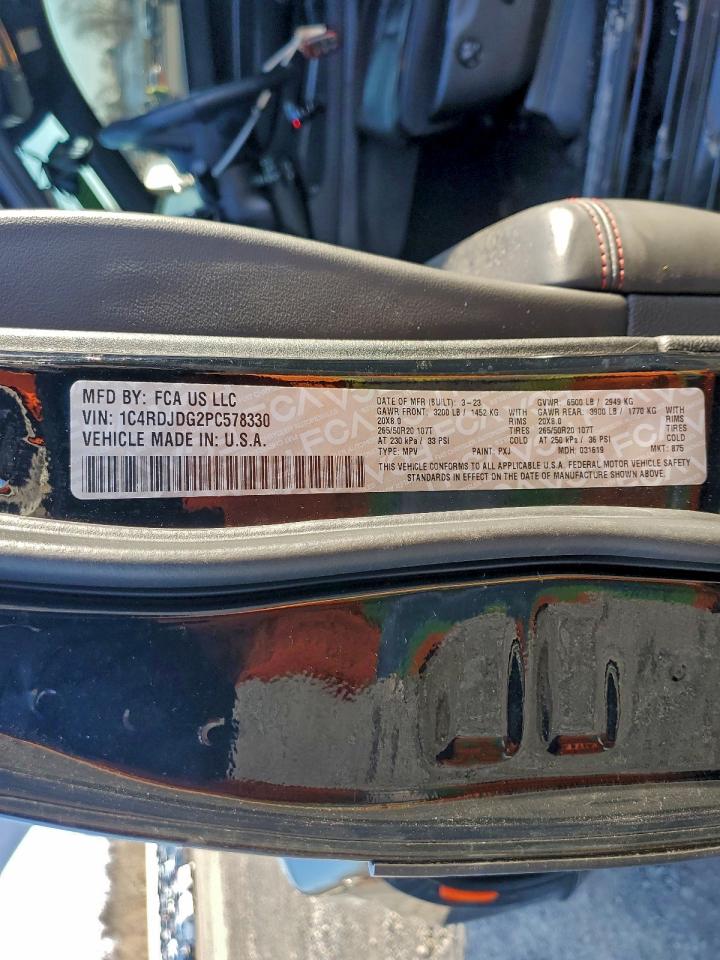 MFD BY: FCA US LLC
VIN: 1C4RDJDG2PC578330
VEHICLE MADE IN: U.S.A.
DATE OF MFR (BUILT): 3-23 GVWR: 6500 LB / 2949 KG
GAWR FRONT: 3200 LB / 1452 KG WITH GAWR REAR: 3900 LB / 1770 KG WITH
20X8.0 RIMS 20X8.0 RIMS
265/50R20 107T TIRES 265/50R20 107T TIRES
AT 230 kPa / 33 PSI COLD AT 250 kPa / 36 PSI COLD
TYPE: MPV PAINT: PXJ MDH: 031619 MKT: 875
THIS VEHICLE CONFORMS TO ALL APPLICABLE U.S.A. FEDERAL MOTOR VEHICLE SAFETY
STANDARDS IN EFFECT ON THE DATE OF MANUFACTURE SHOWN ABOVE.